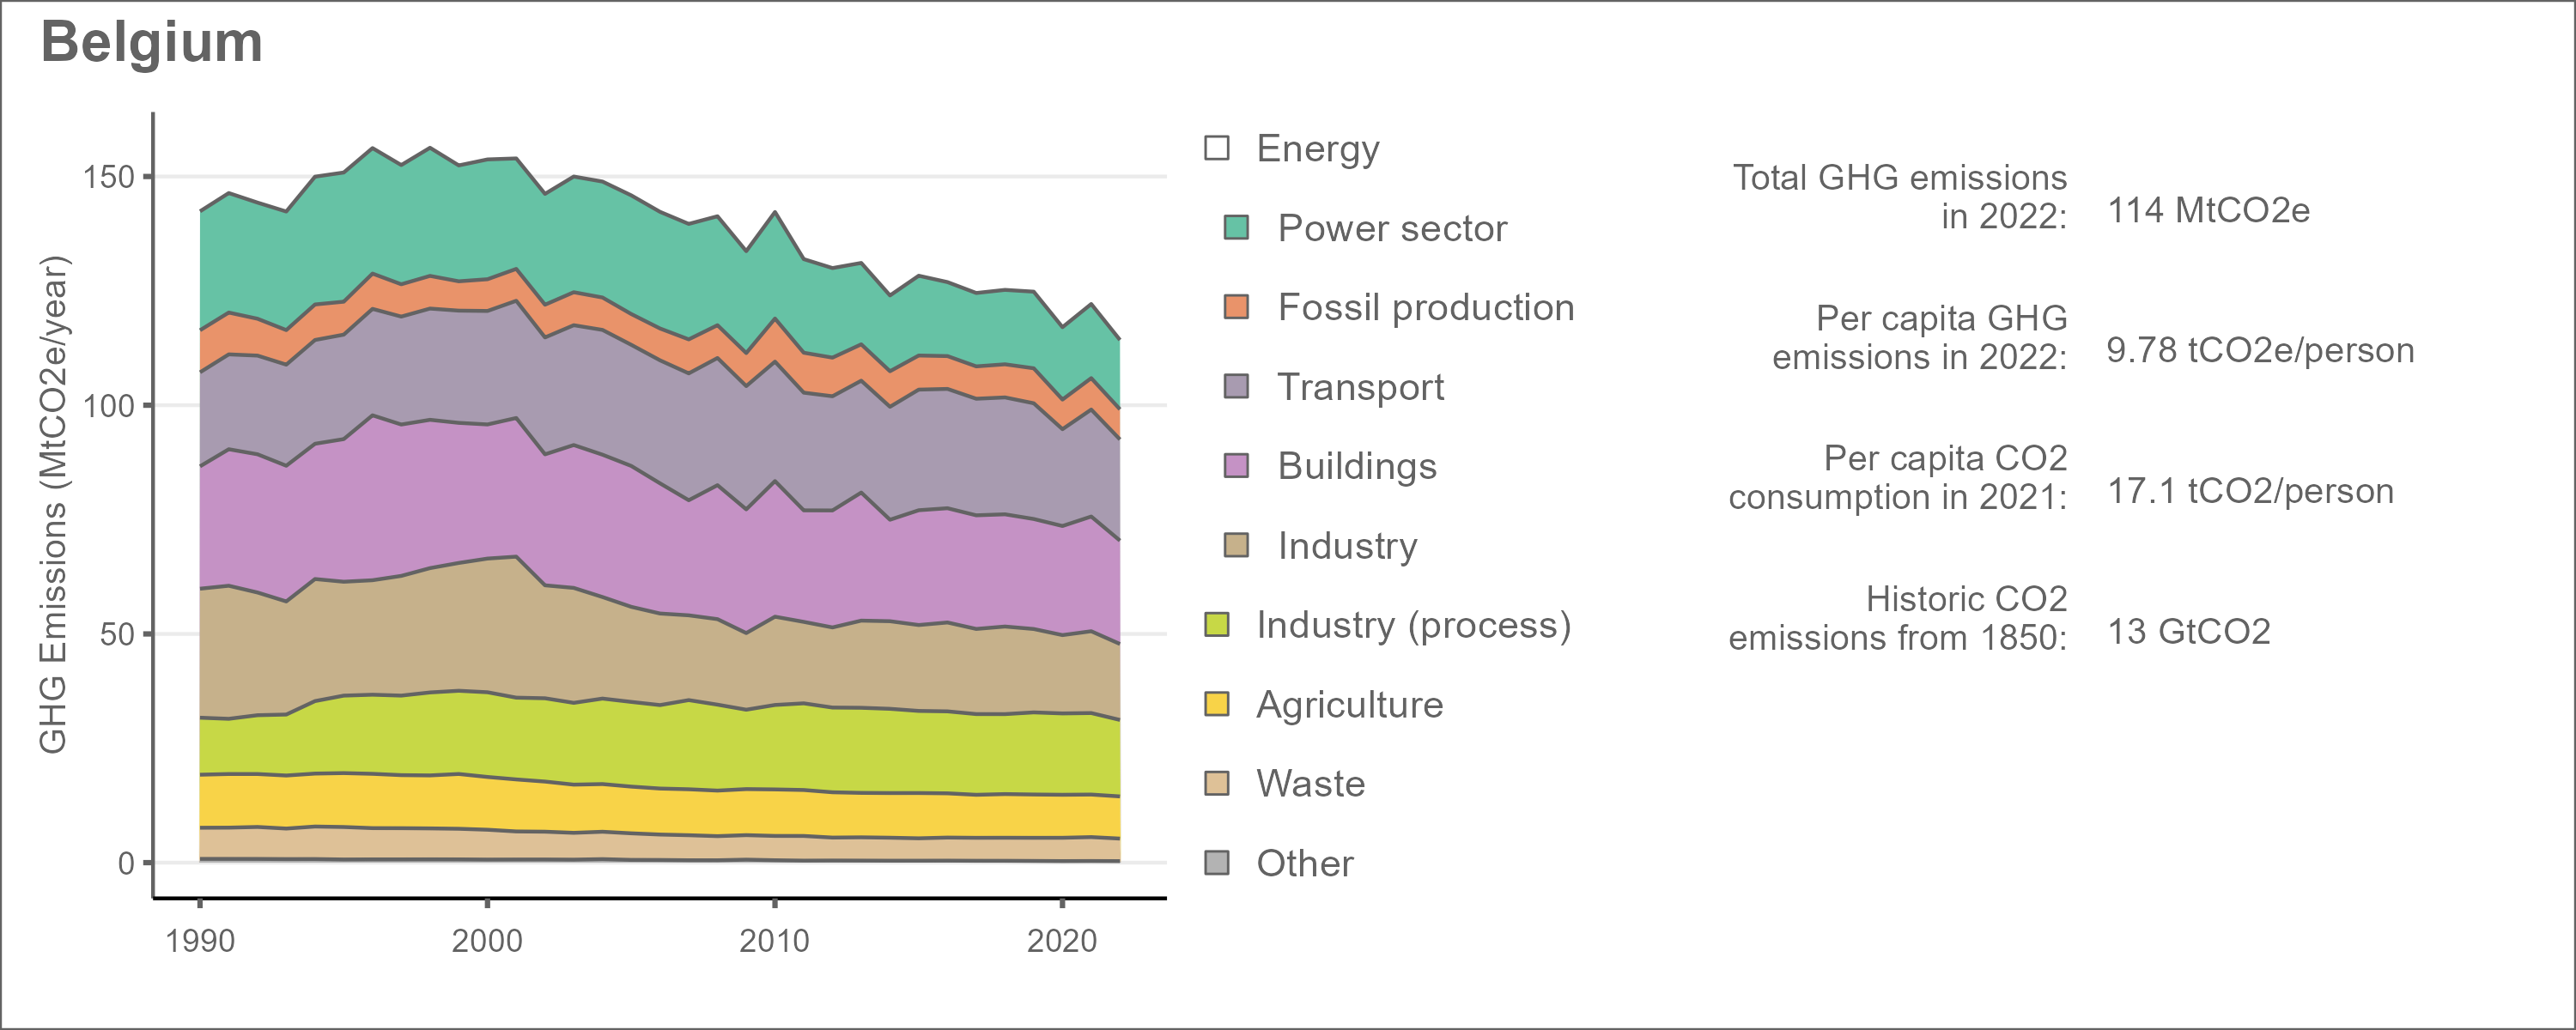 Belgium
GHG Emissions (MtCO2e/year)
150
100
50
0
1990
2000
2010
2020
Energy
Power sector
Fossil production
Transport
Buildings
Industry
Industry (process)
Agriculture
Waste
Other
Total GHG emissions
in 2022:
114 MtCO2e
Per capita GHG
emissions in 2022:
9.78 tCO2e/person
Per capita CO2
consumption in 2021:
17.1 tCO2/person
Historic CO2
emissions from 1850:
13 GtCO2